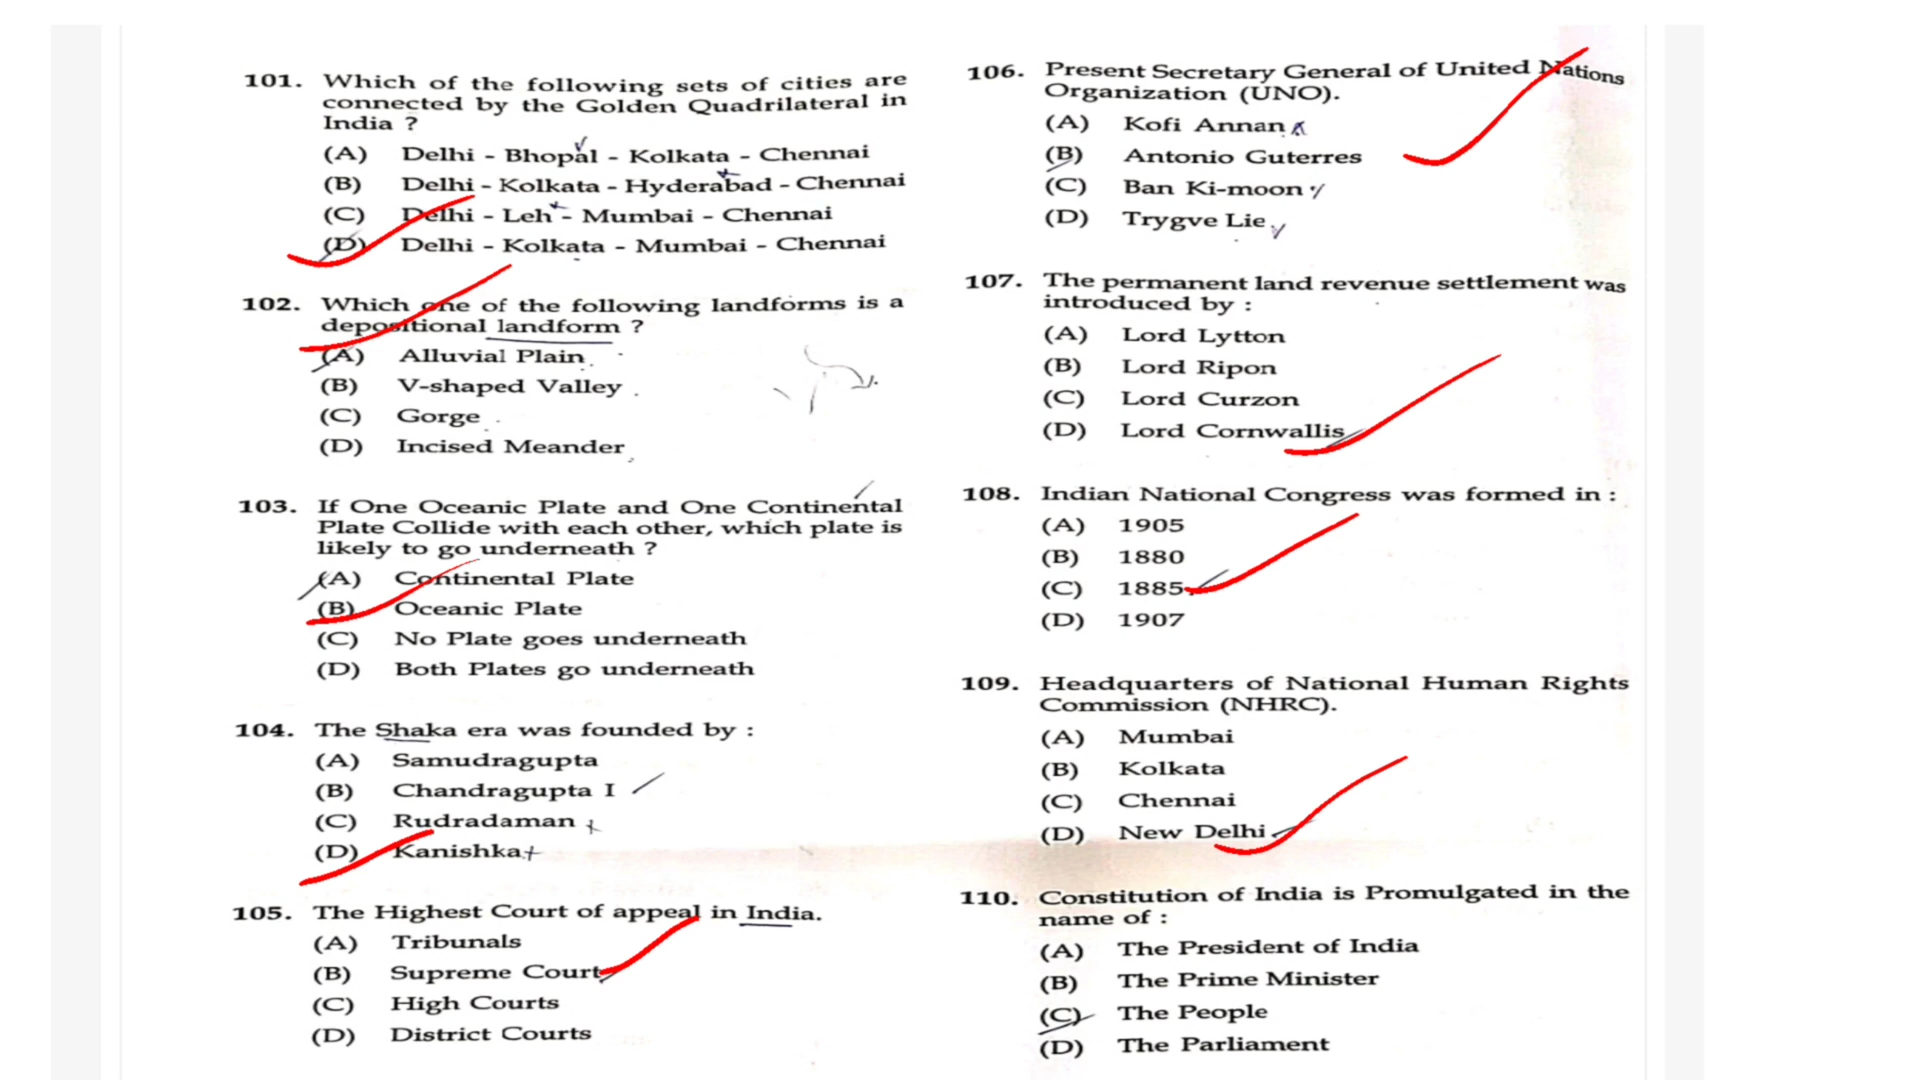 101. Which of the following sets of cities are
connected by the Golden Quadrilateral in
India ?
(A) Delhi - Bhopal - Kolkata - Chennai
(B) Delhi - Kolkata - Hyderabad - Chennai
(C) Delhi - Leh - Mumbai - Chennai
(D) Delhi - Kolkata - Mumbai - Chennai
102. Which one of the following landforms is a
depositional landform ?
(A) Alluvial Plain
(B) V-shaped Valley
(C) Gorge
(D) Incised Meander
103. If One Oceanic Plate and One Continental
Plate Collide with each other, which plate is
likely to go underneath ?
(A) Continental Plate
(B) Oceanic Plate
(C) No Plate goes underneath
(D) Both Plates go underneath
104. The Shaka era was founded by :
(A) Samudragupta
(B) Chandragupta I
(C) Rudradaman
(D) Kanishka
105. The Highest Court of appeal in India.
(A) Tribunals
(B) Supreme Court
(C) High Courts
(D) District Courts
106. Present Secretary General of United Nations
Organization (UNO).
(A) Kofi Annan
(B) Antonio Guterres
(C) Ban Ki-moon
(D) Trygve Lie
107. The permanent land revenue settlement was
introduced by :
(A) Lord Lytton
(B) Lord Ripon
(C) Lord Curzon
(D) Lord Cornwallis
108. Indian National Congress was formed in :
(A) 1905
(B) 1880
(C) 1885
(D) 1907
109. Headquarters of National Human Rights
Commission (NHRC).
(A) Mumbai
(B) Kolkata
(C) Chennai
(D) New Delhi
110. Constitution of India is Promulgated in the
name of :
(A) The President of India
(B) The Prime Minister
(C) The People
(D) The Parliament